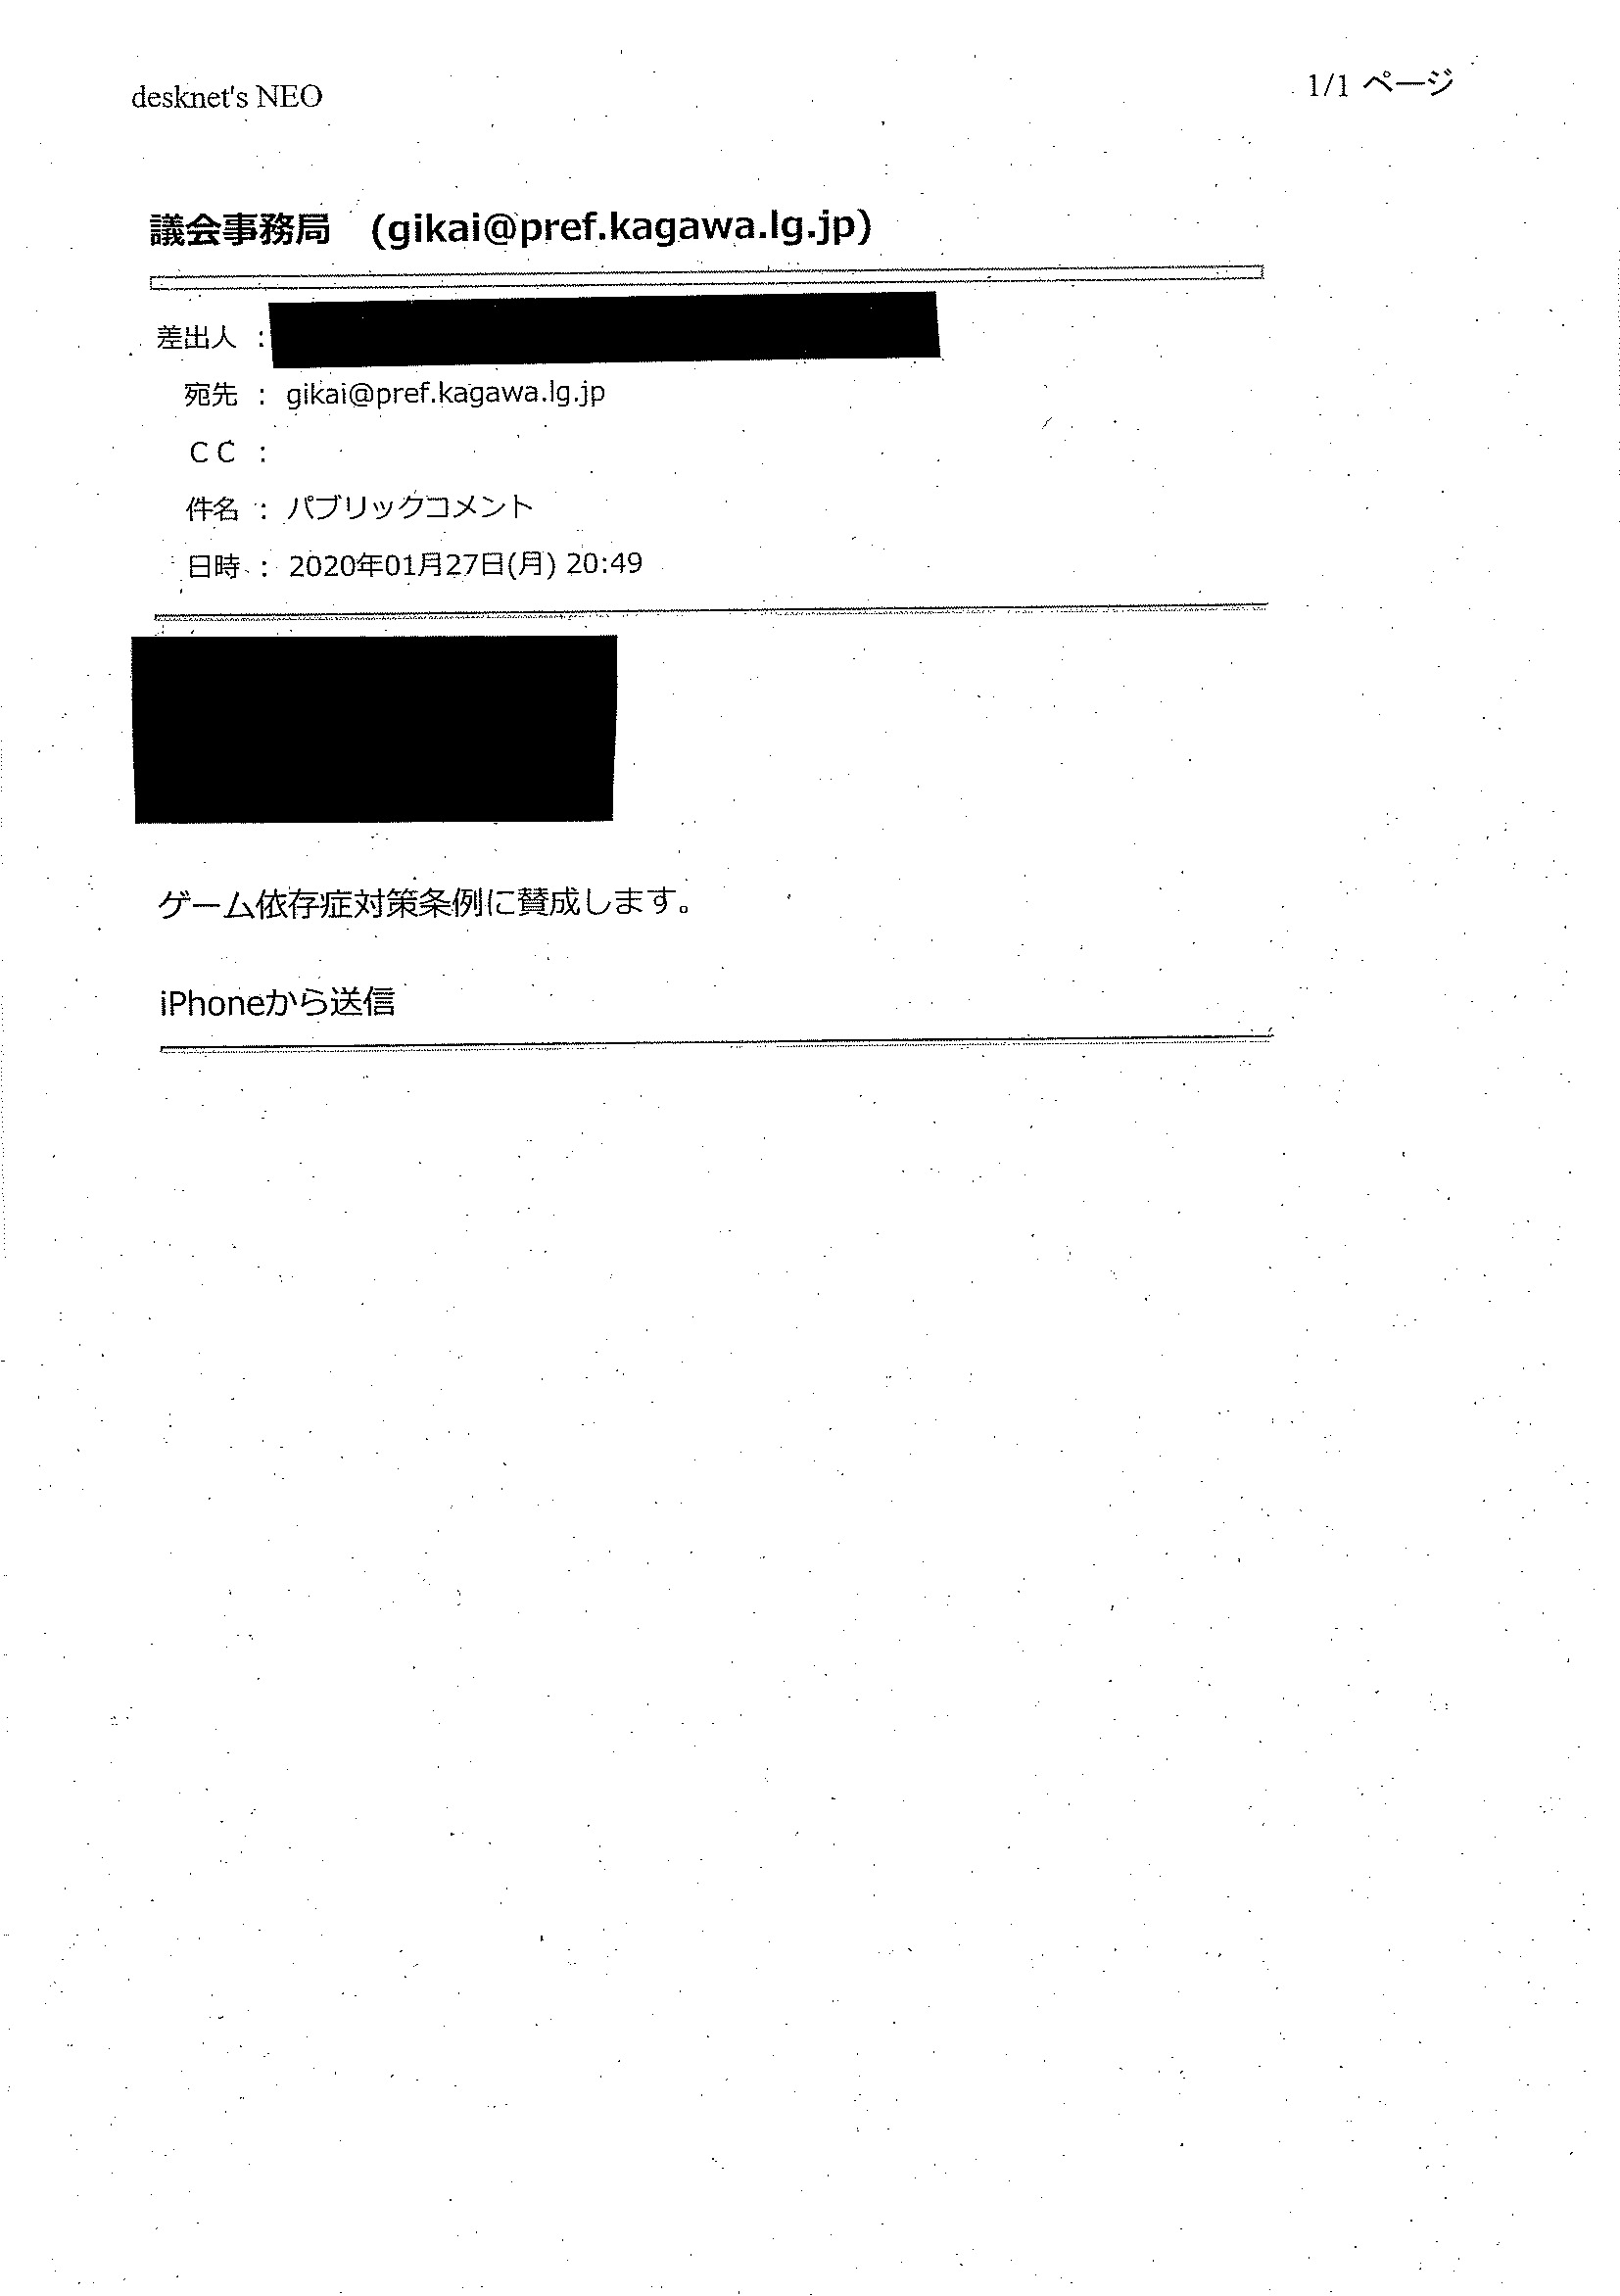 desknet's NEO
1/1 ページ
議会事務局　(gikai@pref.kagawa.lg.jp)
差出人 ：
宛先 ： gikai@pref.kagawa.lg.jp
ＣＣ ：
件名 ： パブリックコメント
日時 ： 2020年01月27日(月) 20:49
ゲーム依存症対策条例に賛成します。
iPhoneから送信